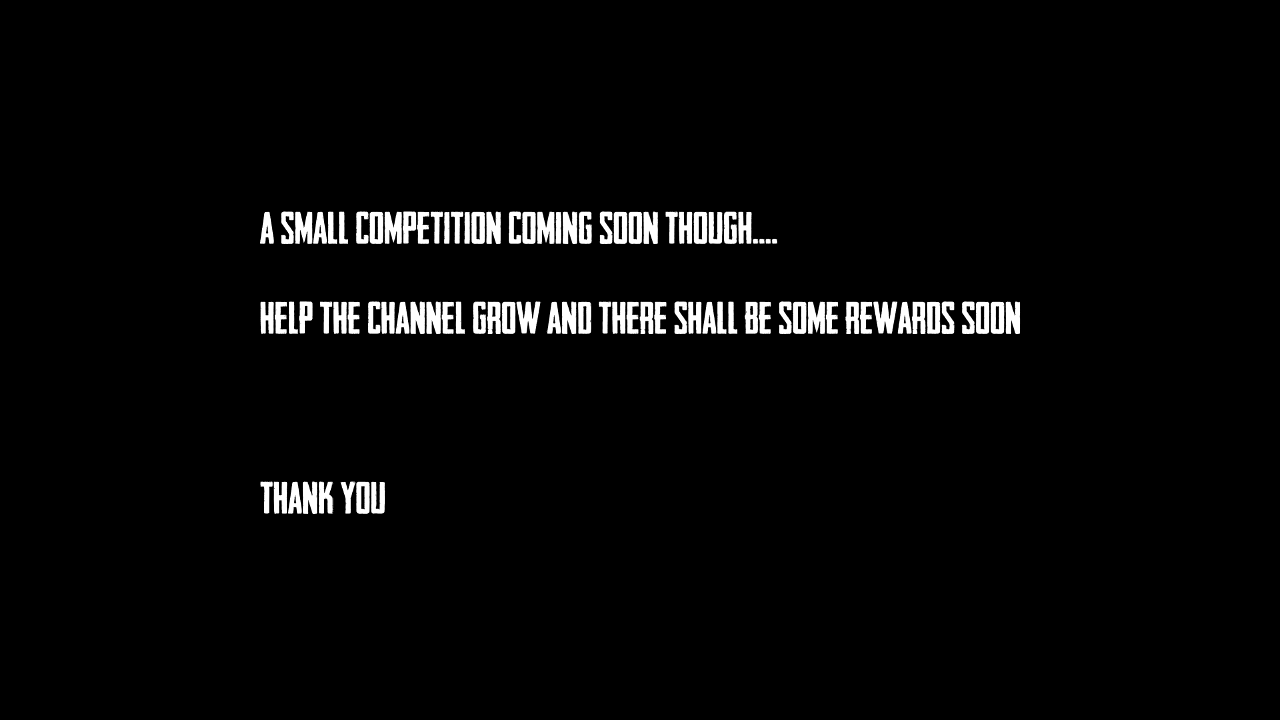 A SMALL COMPETITION COMING SOON THOUGH....
HELP THE CHANNEL GROW AND THERE SHALL BE SOME REWARDS SOON
THANK YOU